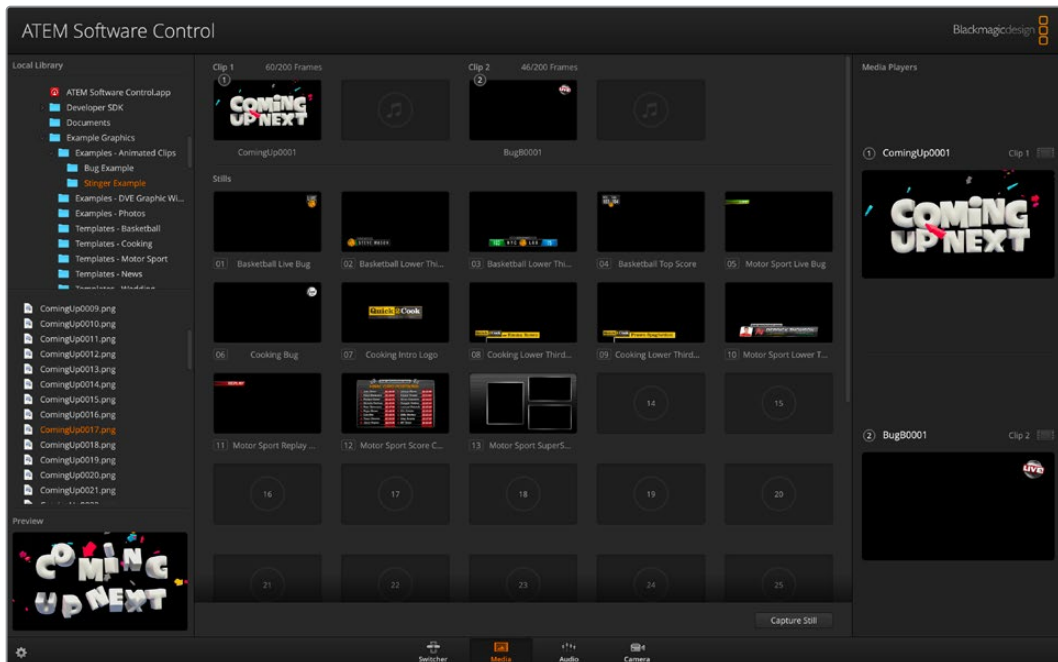 ATEM Software Control
Blackmagicdesign
Local Library
ATEM Software Control.app
Developer SDK
Documents
Example Graphics
Examples - Animated Clips
Bug Example
Stinger Example
Examples - DVE Graphic Wi...
Examples - Photos
Templates - Basketball
Templates - Cooking
Templates - Motor Sport
Templates - News
Templates - Wedding
ComingUp0009.png
ComingUp0010.png
ComingUp0011.png
ComingUp0012.png
ComingUp0013.png
ComingUp0014.png
ComingUp0015.png
ComingUp0016.png
ComingUp0017.png
ComingUp0018.png
ComingUp0019.png
ComingUp0020.png
ComingUp0021.png
Preview
COMING
UP NEXT
Clip 1 60/200 Frames
Clip 2 46/200 Frames
1
COMING
UP NEXT
2
LIVE
ComingUp0001
BugB0001
Stills
01 Basketball Live Bug
02 Basketball Lower Thi...
03 Basketball Lower Thi...
04 Basketball Top Score
05 Motor Sport Live Bug
Quick 2 Cook
06 Cooking Bug
07 Cooking Intro Logo
08 Cooking Lower Third...
09 Cooking Lower Third...
10 Motor Sport Lower T...
REPLAY
11 Motor Sport Replay ...
12 Motor Sport Score C...
13 Motor Sport SuperS...
14
15
16
17
18
19
20
21
22
23
24
25
Capture Still
Media Players
1 ComingUp0001 Clip 1
COMING
UP NEXT
2 BugB0001 Clip 2
LIVE
Switcher
Media
Audio
Camera